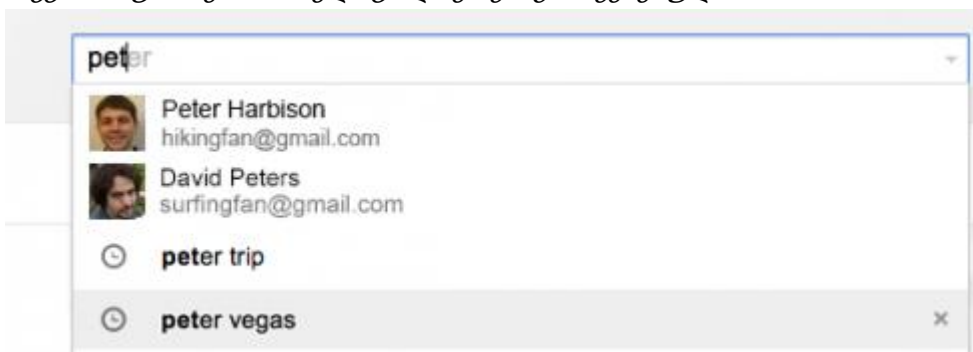 peter
Peter Harbison
hikingfan@gmail.com
David Peters
surfingfan@gmail.com
peter trip
peter vegas